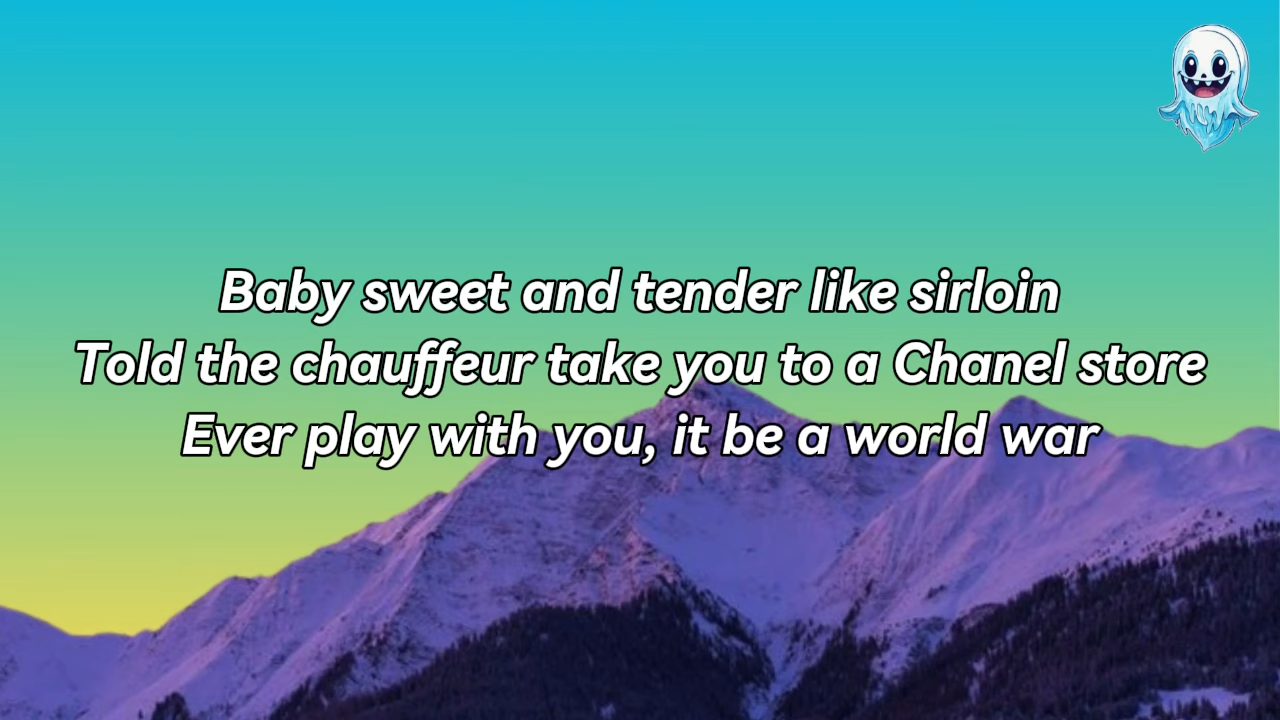 Baby sweet and tender like sirloin
Told the chauffeur take you to a Chanel store
Ever play with you, it be a world war